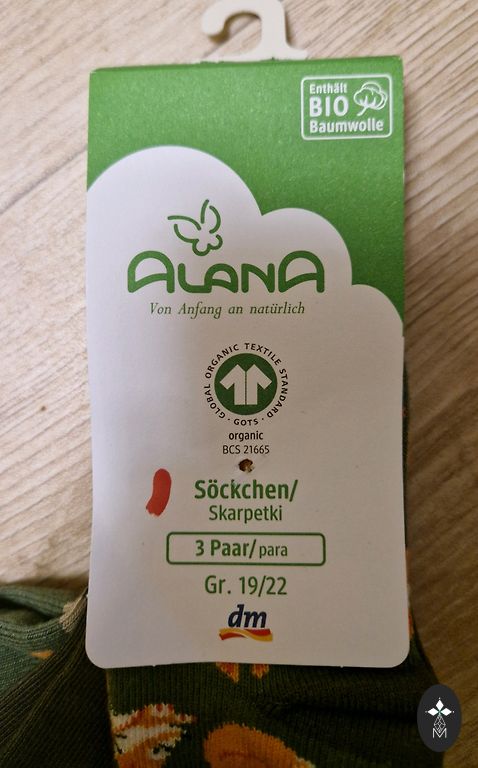 Enthält
BIO
Baumwolle
ALANA
Von Anfang an natürlich
GLOBAL ORGANIC TEXTILE STANDARD · GOTS ·
organic
BCS 21665
Söckchen/
Skarpetki
3 Paar/para
Gr. 19/22
dm
M